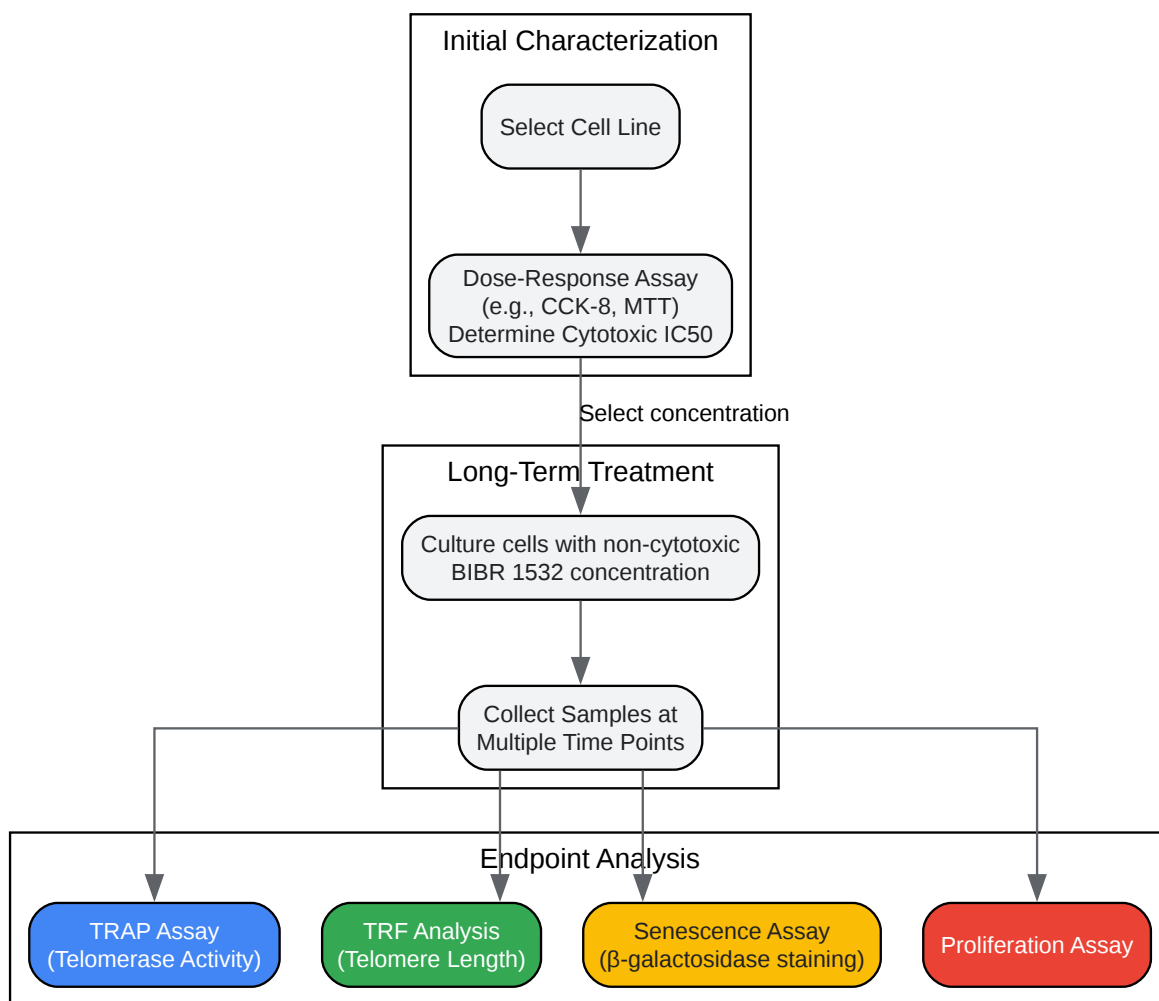 Initial Characterization
Select Cell Line
Dose-Response Assay
(e.g., CCK-8, MTT)
Determine Cytotoxic IC50
Select concentration
Long-Term Treatment
Culture cells with non-cytotoxic
BIBR 1532 concentration
Collect Samples at
Multiple Time Points
Endpoint Analysis
TRAP Assay
(Telomerase Activity)
TRF Analysis
(Telomere Length)
Senescence Assay
(β-galactosidase staining)
Proliferation Assay